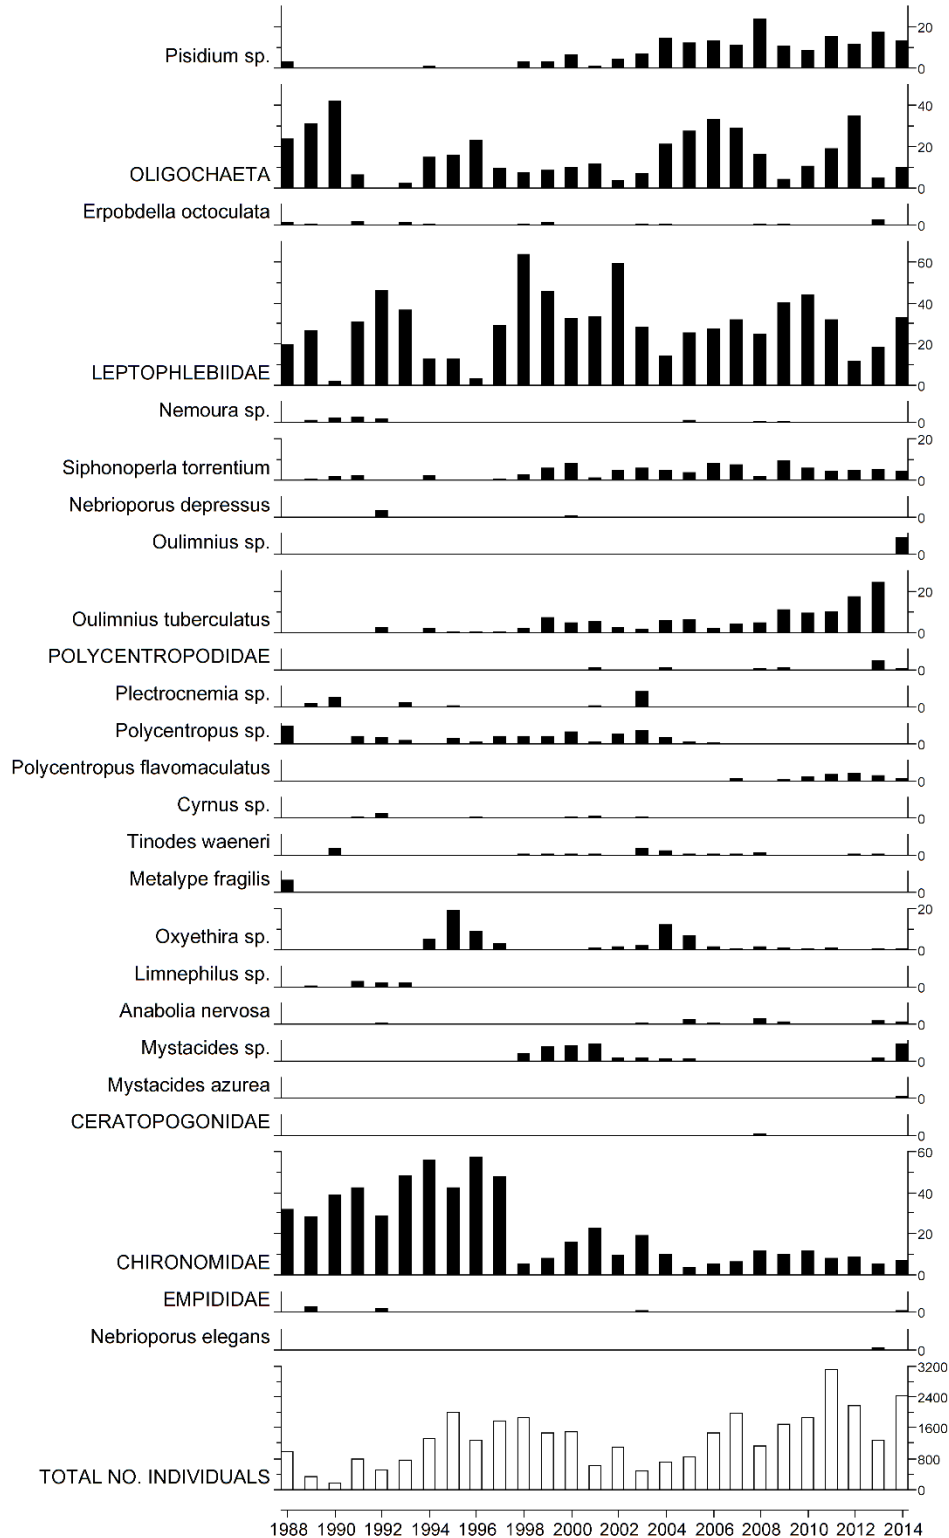 Pisidium sp.
20
0
OLIGOCHAETA
40
20
0
Erpobdella octoculata
0
LEPTOPHLEBIIDAE
60
40
20
0
Nemoura sp.
0
Siphonoperla torrentium
20
0
Nebrioporus depressus
0
Oulimnius sp.
0
Oulimnius tuberculatus
20
0
POLYCENTROPODIDAE
0
Plectrocnemia sp.
0
Polycentropus sp.
0
Polycentropus flavomaculatus
0
Cyrnus sp.
0
Tinodes waeneri
0
Metalype fragilis
0
Oxyethira sp.
20
0
Limnephilus sp.
0
Anabolia nervosa
0
Mystacides sp.
0
Mystacides azurea
0
CERATOPOGONIDAE
0
CHIRONOMIDAE
60
40
20
0
EMPIDIDAE
0
Nebrioporus elegans
0
TOTAL NO. INDIVIDUALS
3200
2400
1600
800
0
1988 1990 1992 1994 1996 1998 2000 2002 2004 2006 2008 2010 2012 2014